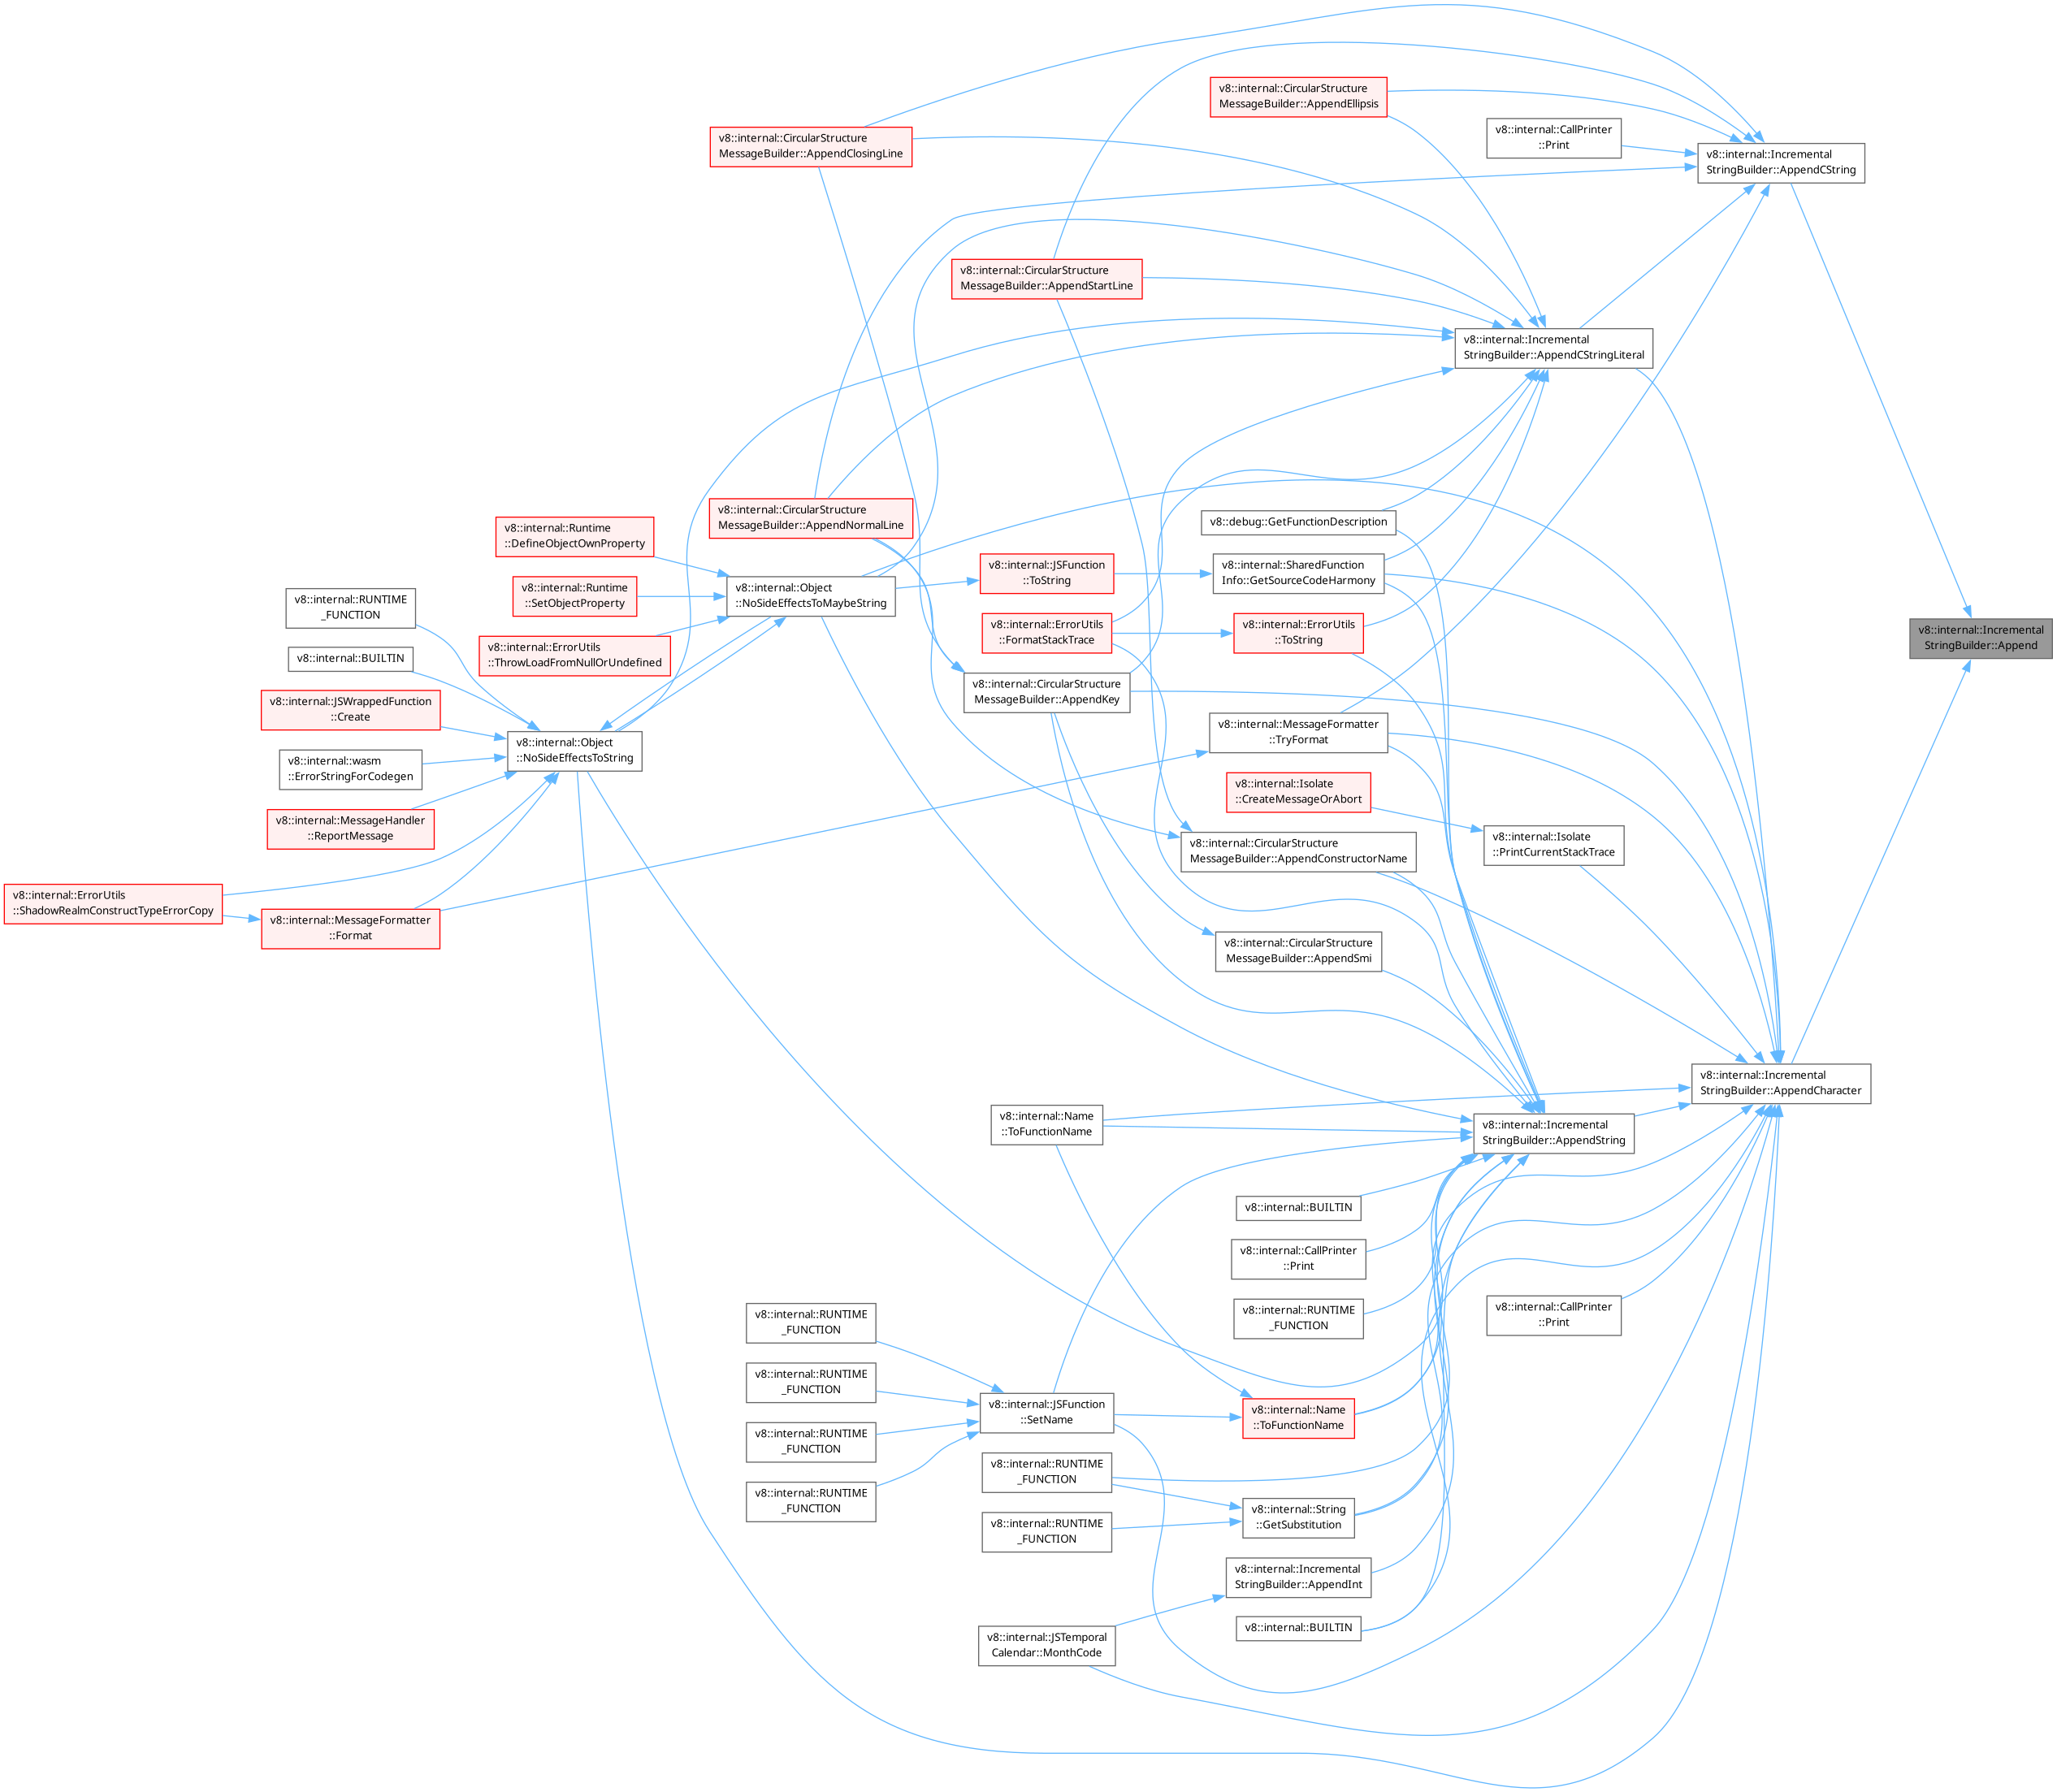 v8::internal::CircularStructure
MessageBuilder::AppendEllipsis
v8::internal::CallPrinter
::Print
v8::internal::CircularStructure
MessageBuilder::AppendClosingLine
v8::internal::Incremental
StringBuilder::AppendCString
v8::internal::CircularStructure
MessageBuilder::AppendStartLine
v8::internal::Incremental
StringBuilder::AppendCStringLiteral
v8::internal::CircularStructure
MessageBuilder::AppendNormalLine
v8::debug::GetFunctionDescription
v8::internal::Runtime
::DefineObjectOwnProperty
v8::internal::JSFunction
::ToString
v8::internal::SharedFunction
Info::GetSourceCodeHarmony
v8::internal::Runtime
::SetObjectProperty
v8::internal::Object
::NoSideEffectsToMaybeString
v8::internal::RUNTIME
_FUNCTION
v8::internal::ErrorUtils
::FormatStackTrace
v8::internal::ErrorUtils
::ToString
v8::internal::Incremental
StringBuilder::Append
v8::internal::BUILTIN
v8::internal::ErrorUtils
::ThrowLoadFromNullOrUndefined
v8::internal::CircularStructure
MessageBuilder::AppendKey
v8::internal::JSWrappedFunction
::Create
v8::internal::MessageFormatter
::TryFormat
v8::internal::Object
::NoSideEffectsToString
v8::internal::wasm
::ErrorStringForCodegen
v8::internal::Isolate
::CreateMessageOrAbort
v8::internal::MessageHandler
::ReportMessage
v8::internal::CircularStructure
MessageBuilder::AppendConstructorName
v8::internal::Isolate
::PrintCurrentStackTrace
v8::internal::ErrorUtils
::ShadowRealmConstructTypeErrorCopy
v8::internal::MessageFormatter
::Format
v8::internal::CircularStructure
MessageBuilder::AppendSmi
v8::internal::Incremental
StringBuilder::AppendCharacter
v8::internal::Name
::ToFunctionName
v8::internal::Incremental
StringBuilder::AppendString
v8::internal::BUILTIN
v8::internal::CallPrinter
::Print
v8::internal::RUNTIME
_FUNCTION
v8::internal::CallPrinter
::Print
v8::internal::RUNTIME
_FUNCTION
v8::internal::RUNTIME
_FUNCTION
v8::internal::JSFunction
::SetName
v8::internal::Name
::ToFunctionName
v8::internal::RUNTIME
_FUNCTION
v8::internal::RUNTIME
_FUNCTION
v8::internal::RUNTIME
_FUNCTION
v8::internal::String
::GetSubstitution
v8::internal::RUNTIME
_FUNCTION
v8::internal::Incremental
StringBuilder::AppendInt
v8::internal::BUILTIN
v8::internal::JSTemporal
Calendar::MonthCode